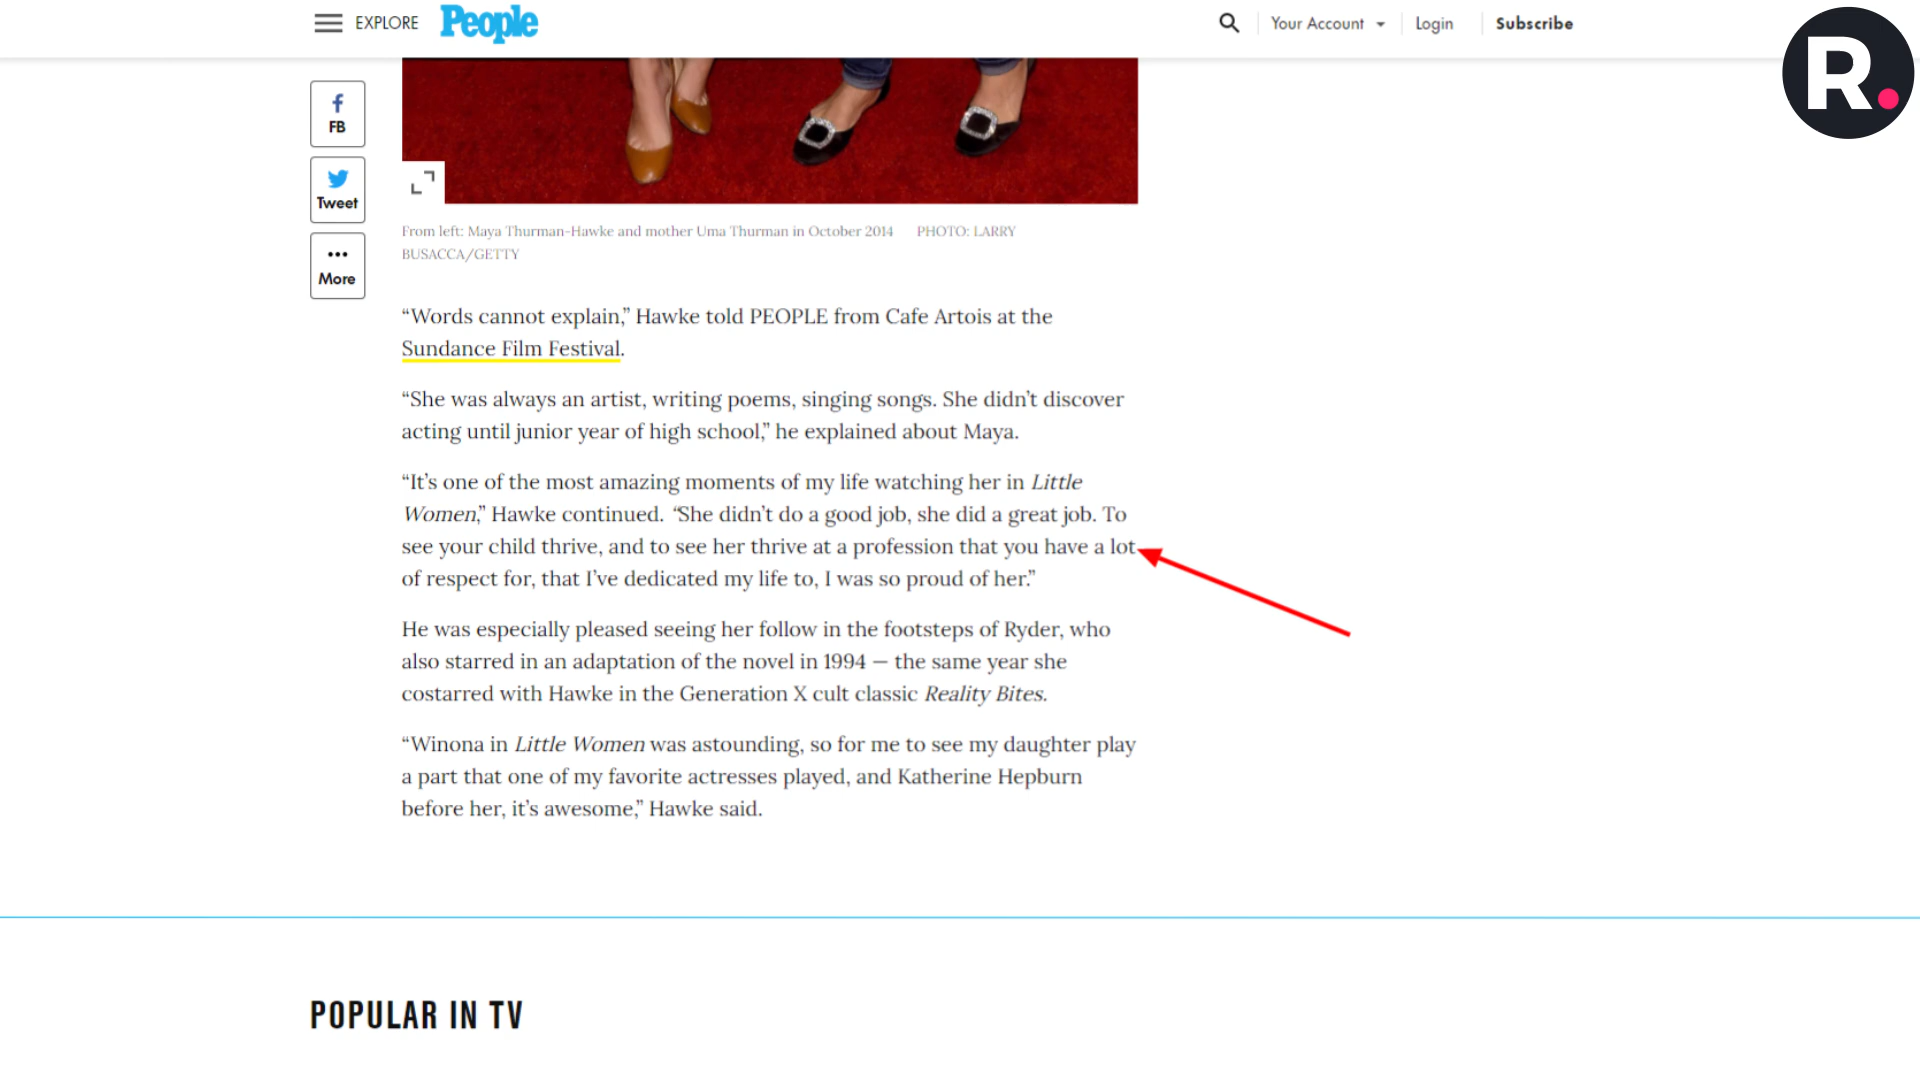 EXPLORE People Your Account Login Subscribe
R.
FB
Tweet
More
From left: Maya Thurman-Hawke and mother Uma Thurman in October 2014 PHOTO: LARRY
BUSACCA/GETTY
“Words cannot explain,” Hawke told PEOPLE from Cafe Artois at the
Sundance Film Festival.
“She was always an artist, writing poems, singing songs. She didn’t discover
acting until junior year of high school,” he explained about Maya.
“It’s one of the most amazing moments of my life watching her in Little
Women,” Hawke continued. “She didn’t do a good job, she did a great job. To
see your child thrive, and to see her thrive at a profession that you have a lot
of respect for, that I’ve dedicated my life to, I was so proud of her.”
He was especially pleased seeing her follow in the footsteps of Ryder, who
also starred in an adaptation of the novel in 1994 — the same year she
costarred with Hawke in the Generation X cult classic Reality Bites.
“Winona in Little Women was astounding, so for me to see my daughter play
a part that one of my favorite actresses played, and Katherine Hepburn
before her, it’s awesome,” Hawke said.
POPULAR IN TV